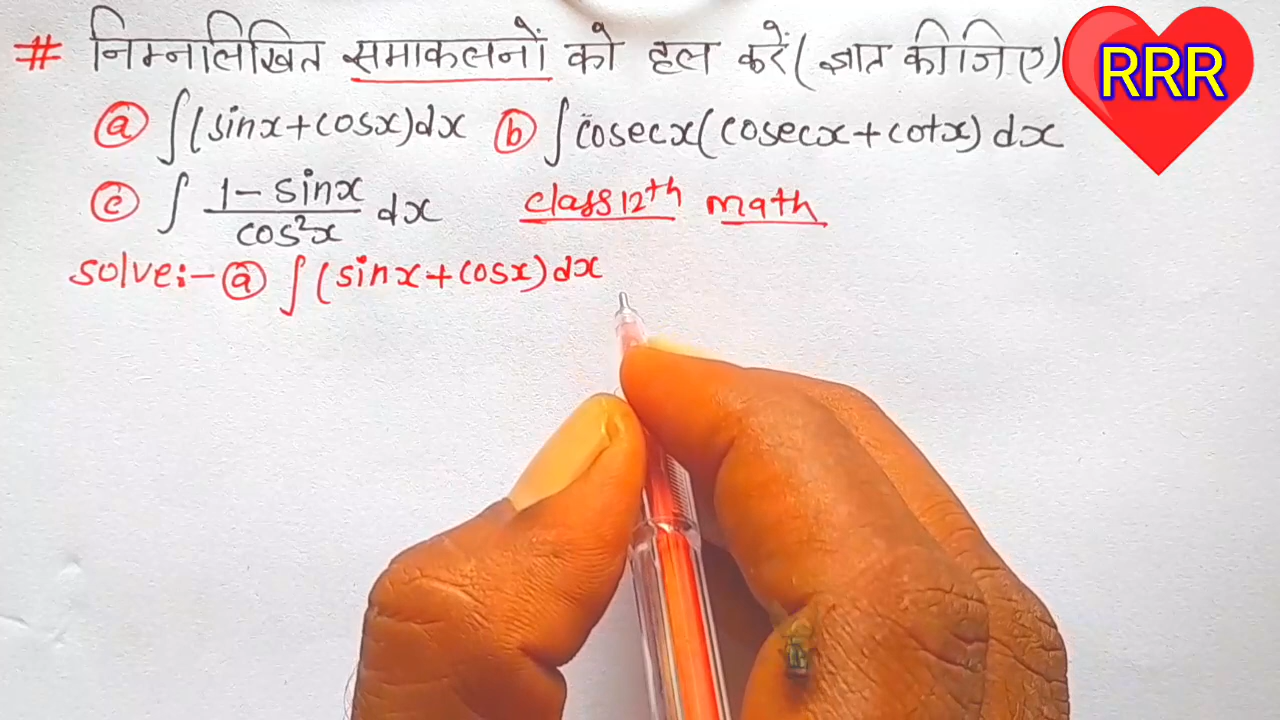 # निम्नलिखित समाकलनों को हल करें(ज्ञात कीजिए)
RRR
ⓐ ∫(sinx+cosx)dx ⓑ ∫cosecx(cosecx+cotx) dx
ⓒ ∫ 1-sinx/cos²x dx class 12th math
solve:- ⓐ ∫(sinx+cosx)dx